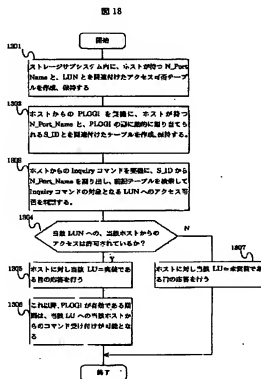 図 18
開始
1301
ストージサブシステム内に、ホストが持つ N_Port_
Name と、LUN とを関連付けたアクセス可否テーブ
ルを作成、保持する
ホストからの PLOGI を契機に、ホストが持つ
N_Port_Name と、PLOGI の際に動的に割り当てら
れる S_ID とを関連付けたテーブルを作成、保持する。
ホストからの Inquiry コマンドを契機に、S_ID から
N_Port_Name を割り出し、前記テーブルを検索して
Inquiry コマンドの対象となる LUN へのアクセス可
否を判定する。
1304
当該 LU への、当該ホストからの
アクセスは許可されているか？
N
Y
1307
1305
ホストに対し当該 LU=実装であ
る旨の応答を行う
ホストに対し当該 LU=未実装であ
る旨の応答を行う
1306
これ以降、PLOGI が有効である期
間は、当該 LU への当該ホストか
らのコマンド受け付けが可能とな
る
終了